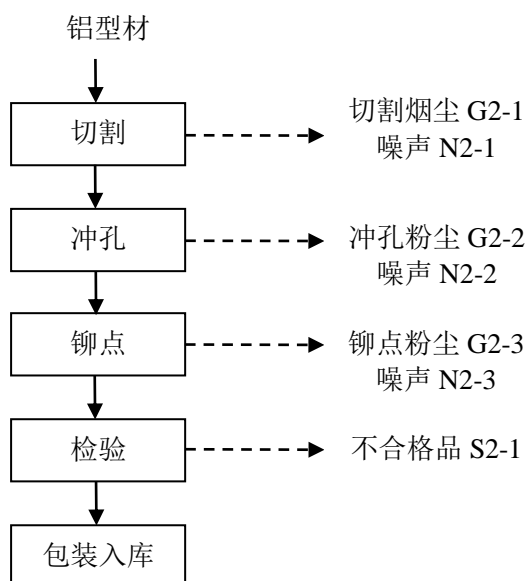 铝型材
切割
切割烟尘 G2-1
噪声 N2-1
冲孔
冲孔粉尘 G2-2
噪声 N2-2
铆点
铆点粉尘 G2-3
噪声 N2-3
检验
不合格品 S2-1
包装入库